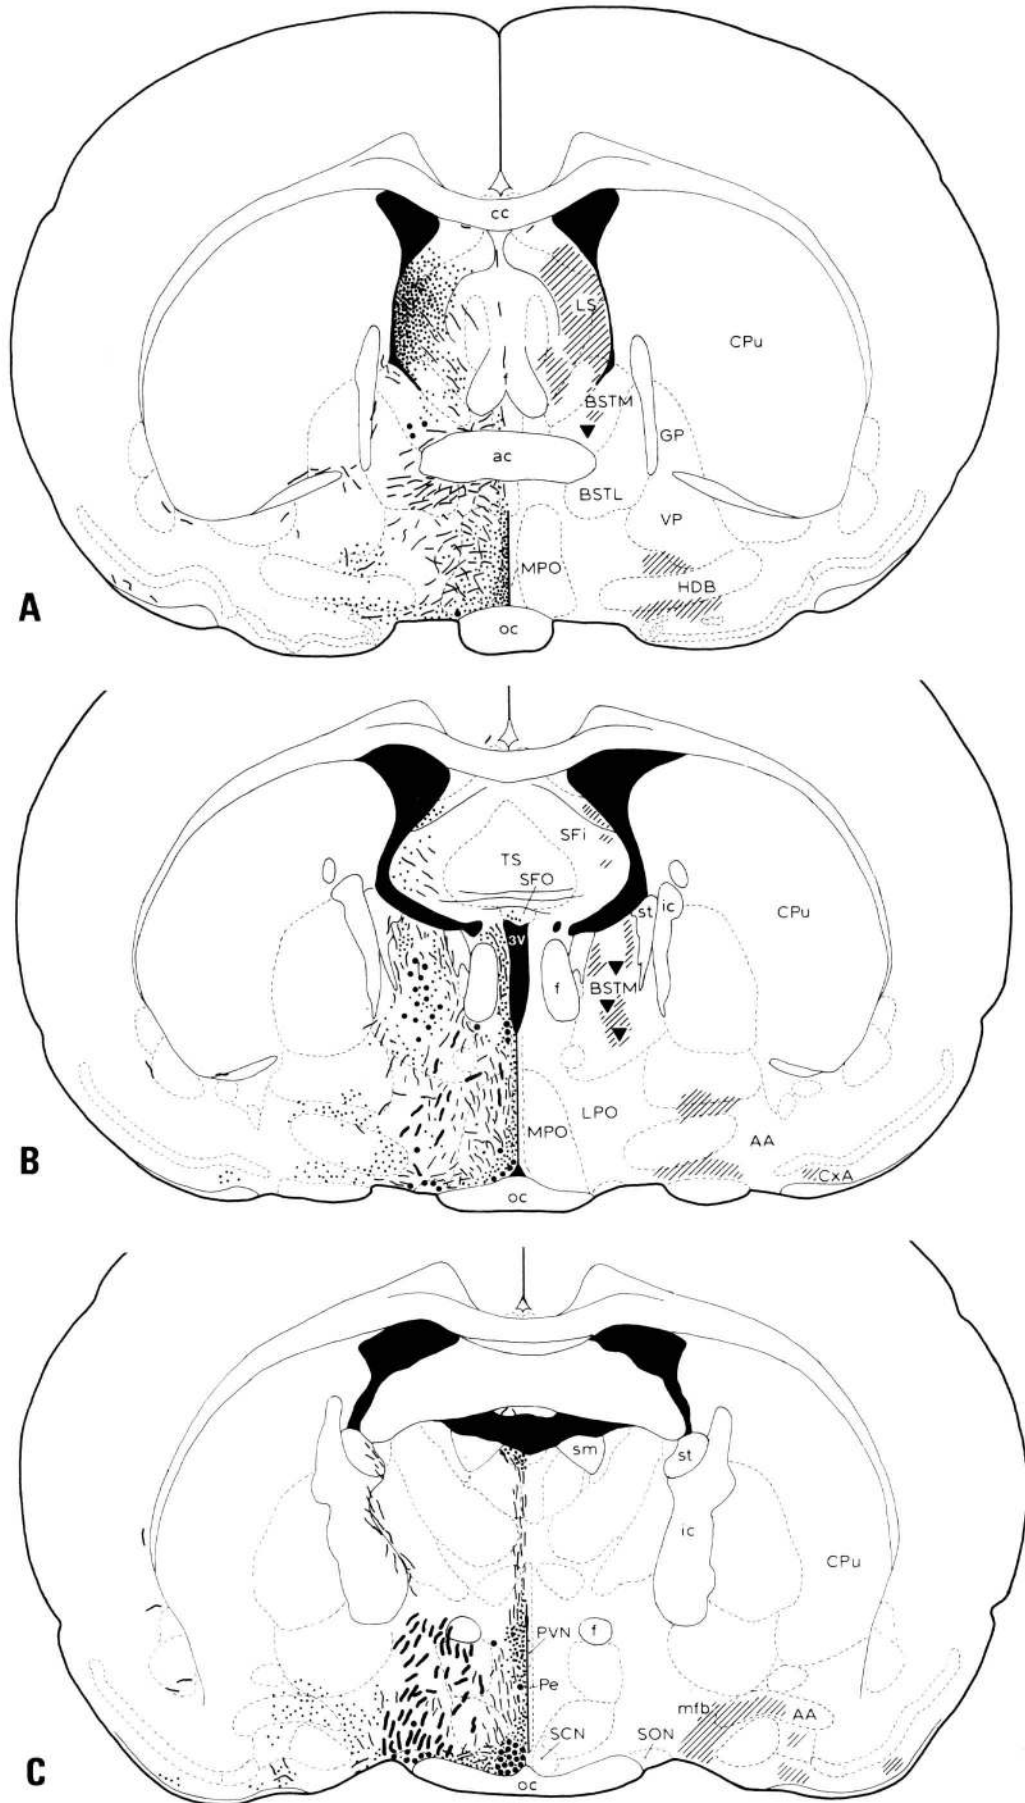 cc
LS
CPu
f
BSTM
GP
ac
BSTL
VP
MPO
HDB
A
oc
SFi
TS
SFO
st
ic
CPu
3V
f
BSTM
LPO
MPO
AA
B
CxA
oc
sm
st
ic
CPu
PVN
f
Pe
mfb
AA
SCN
SON
C
oc